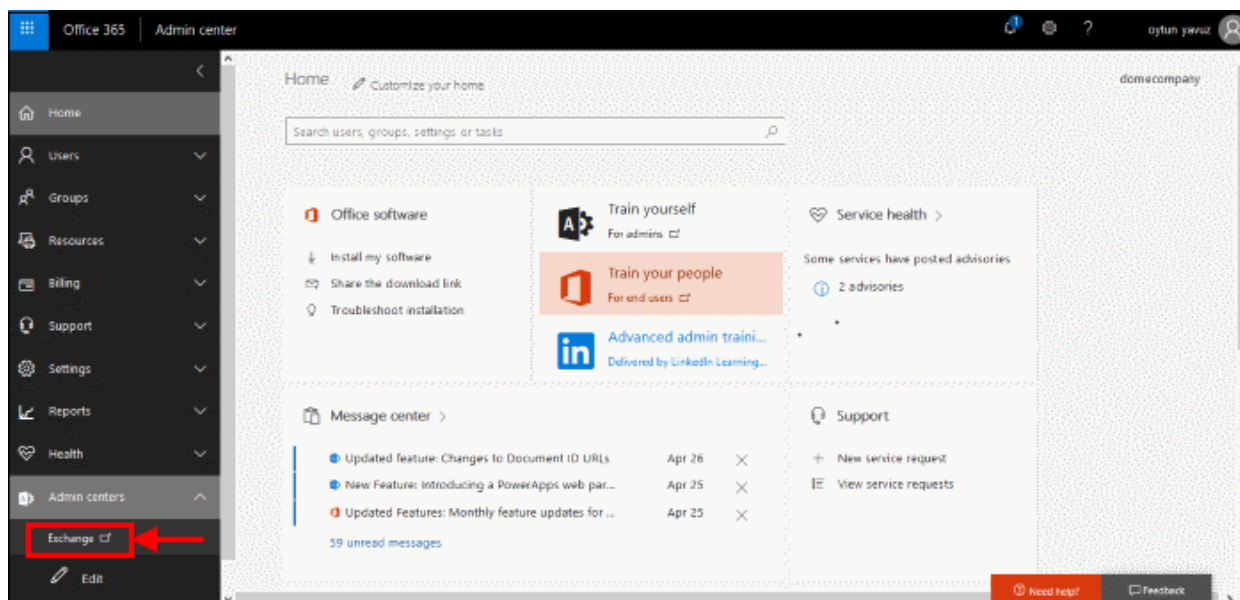 Office 365
Admin center
1
?
oytun yavuz
Home
Users
Groups
Resources
Billing
Support
Settings
Reports
Health
Admin centers
Exchange
Edit
Home
Customize your home
domecompany
Search users, groups, settings or tasks
Office software
Install my software
Share the download link
Troubleshoot installation
Train yourself
For admins
Train your people
For end users
in
Advanced admin traini...
Delivered by LinkedIn Learning...
Service health >
Some services have posted advisories
2 advisories
Message center >
Updated feature: Changes to Document ID URLs Apr 26
New Feature: Introducing a PowerApps web par... Apr 25
Updated Features: Monthly feature updates for ... Apr 25
59 unread messages
Support
New service request
View service requests
Need help?
Feedback